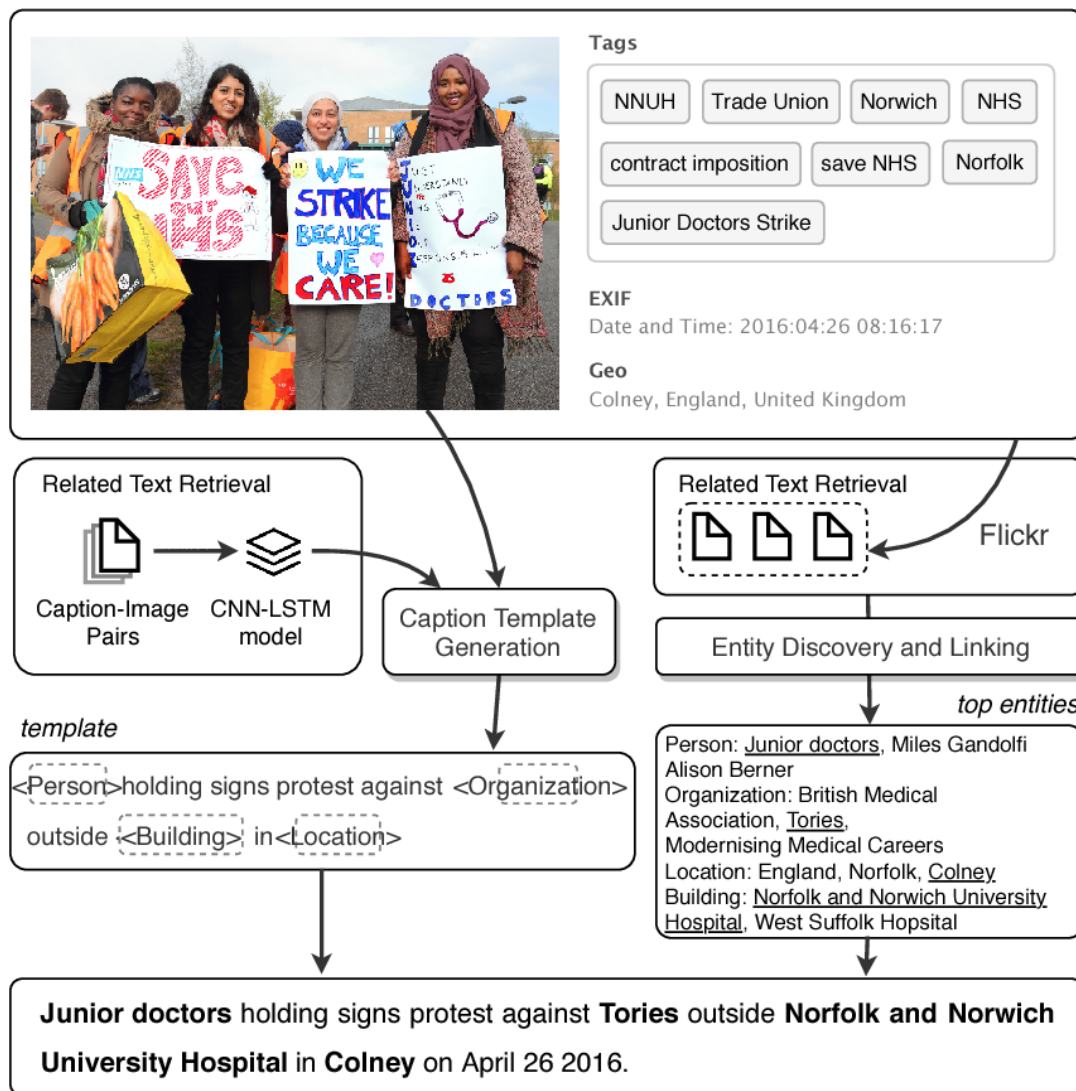 Tags
NNUH Trade Union Norwich NHS
contract imposition save NHS Norfolk
Junior Doctors Strike
EXIF
Date and Time: 2016:04:26 08:16:17
Geo
Colney, England, United Kingdom
NHS
SAVE
our
NHS
WE
STRIKE
BECAUSE
WE
CARE!
JUST
UNDERSTAND
DOCTORS
Related Text Retrieval
Caption-Image
Pairs
CNN-LSTM
model
Caption Template
Generation
Related Text Retrieval
Flickr
Entity Discovery and Linking
template
<Person>holding signs protest against <Organization>
outside <Building> in<Location>
top entities
Person: Junior doctors, Miles Gandolfi
Alison Berner
Organization: British Medical
Association, Tories,
Modernising Medical Careers
Location: England, Norfolk, Colney
Building: Norfolk and Norwich University
Hospital, West Suffolk Hopsital
Junior doctors holding signs protest against Tories outside Norfolk and Norwich
University Hospital in Colney on April 26 2016.